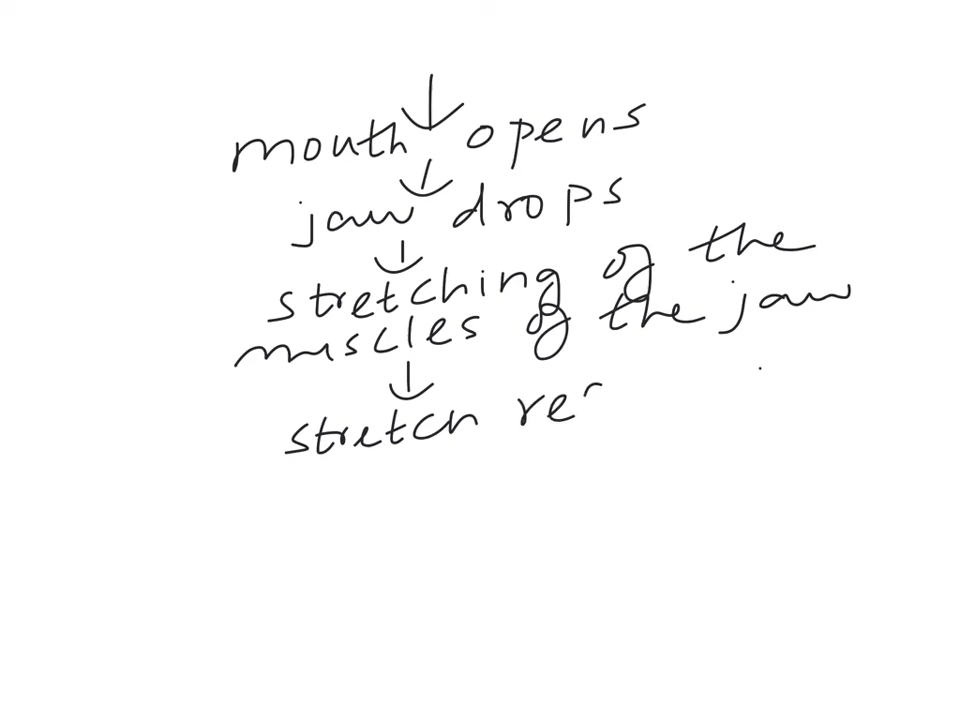 ↓
mouth opens
↓
jaw drops
↓
stretching of the
muscles of the jaw
↓
stretch re